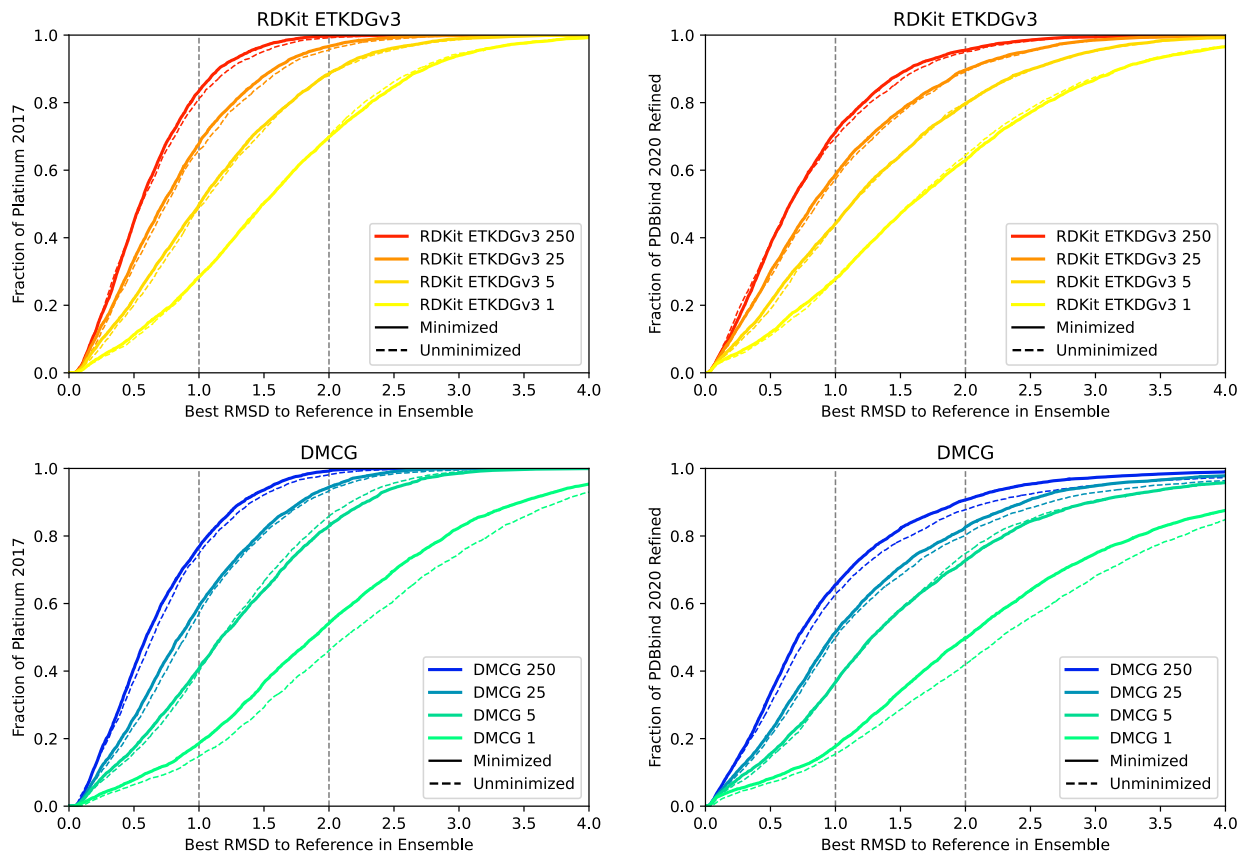 RDKit ETKDGv3
Fraction of Platinum 2017
1.0
0.8
0.6
0.4
0.2
0.0
RDKit ETKDGv3 250
RDKit ETKDGv3 25
RDKit ETKDGv3 5
RDKit ETKDGv3 1
Minimized
Unminimized
0.0 0.5 1.0 1.5 2.0 2.5 3.0 3.5 4.0
Best RMSD to Reference in Ensemble
RDKit ETKDGv3
Fraction of PDBbind 2020 Refined
1.0
0.8
0.6
0.4
0.2
0.0
RDKit ETKDGv3 250
RDKit ETKDGv3 25
RDKit ETKDGv3 5
RDKit ETKDGv3 1
Minimized
Unminimized
0.0 0.5 1.0 1.5 2.0 2.5 3.0 3.5 4.0
Best RMSD to Reference in Ensemble
DMCG
Fraction of Platinum 2017
1.0
0.8
0.6
0.4
0.2
0.0
DMCG 250
DMCG 25
DMCG 5
DMCG 1
Minimized
Unminimized
0.0 0.5 1.0 1.5 2.0 2.5 3.0 3.5 4.0
Best RMSD to Reference in Ensemble
DMCG
Fraction of PDBbind 2020 Refined
1.0
0.8
0.6
0.4
0.2
0.0
DMCG 250
DMCG 25
DMCG 5
DMCG 1
Minimized
Unminimized
0.0 0.5 1.0 1.5 2.0 2.5 3.0 3.5 4.0
Best RMSD to Reference in Ensemble